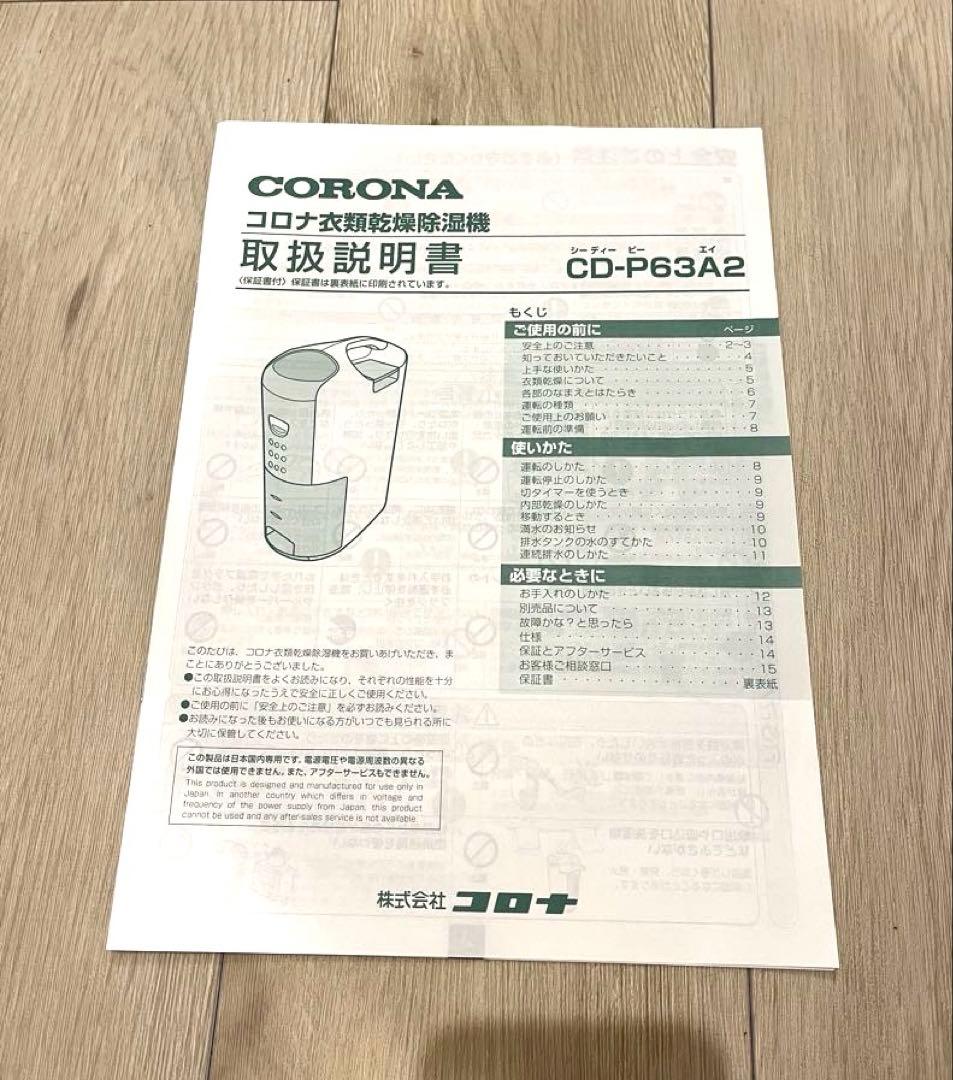 CORONA
コロナ衣類乾燥除湿機
取扱説明書
〈保証書付〉保証書は裏表紙に印刷されています。
シーディー ピー エイ
CD-P63A2
もくじ
ご使用の前に ページ
安全上のご注意 ・・・・・・・・・・・ 2～3
知っておいていただきたいこと ・・・・・・・ 4
上手な使いかた ・・・・・・・・・・・・・ 5
衣類乾燥について ・・・・・・・・・・・・ 5
各部のなまえとはたらき ・・・・・・・・・・ 6
運転の種類 ・・・・・・・・・・・・・・・ 7
ご使用上のお願い ・・・・・・・・・・・・ 7
運転前の準備 ・・・・・・・・・・・・・・ 8
使いかた
運転のしかた ・・・・・・・・・・・・・・ 8
運転停止のしかた ・・・・・・・・・・・・ 9
切タイマーを使うとき ・・・・・・・・・・・ 9
内部乾燥のしかた ・・・・・・・・・・・・ 9
移動するとき ・・・・・・・・・・・・・・ 9
満水のお知らせ ・・・・・・・・・・・・・ 10
排水タンクの水のすてかた ・・・・・・・・・ 10
連続排水のしかた ・・・・・・・・・・・・ 11
必要なときに
お手入れのしかた ・・・・・・・・・・・・ 12
別売品について ・・・・・・・・・・・・・ 13
故障かな？と思ったら ・・・・・・・・・・・ 13
仕様 ・・・・・・・・・・・・・・・・・・ 14
保証とアフターサービス ・・・・・・・・・・ 14
お客様ご相談窓口 ・・・・・・・・・・・・ 15
保証書 ・・・・・・・・・・・・・・・ 裏表紙
このたびは、コロナ衣類乾燥除湿機をお買いあげいただき、ま
ことにありがとうございました。
●この取扱説明書をよくお読みになり、それぞれの性能を十分
にお心得になったうえで安全に正しくご使用ください。
●ご使用の前に「安全上のご注意」を必ずお読みください。
●お読みになった後もお使いになる方がいつでも見られる所に
大切に保管してください。
この製品は日本国内専用です。電源電圧や電源周波数の異なる
外国では使用できません。また、アフターサービスもできません。
This product is designed and manufactured for use only in
Japan. In another country which differs in voltage and
frequency of the power supply from Japan, this product
cannot be used and any after-sales service is not available.
株式会社 コロナ